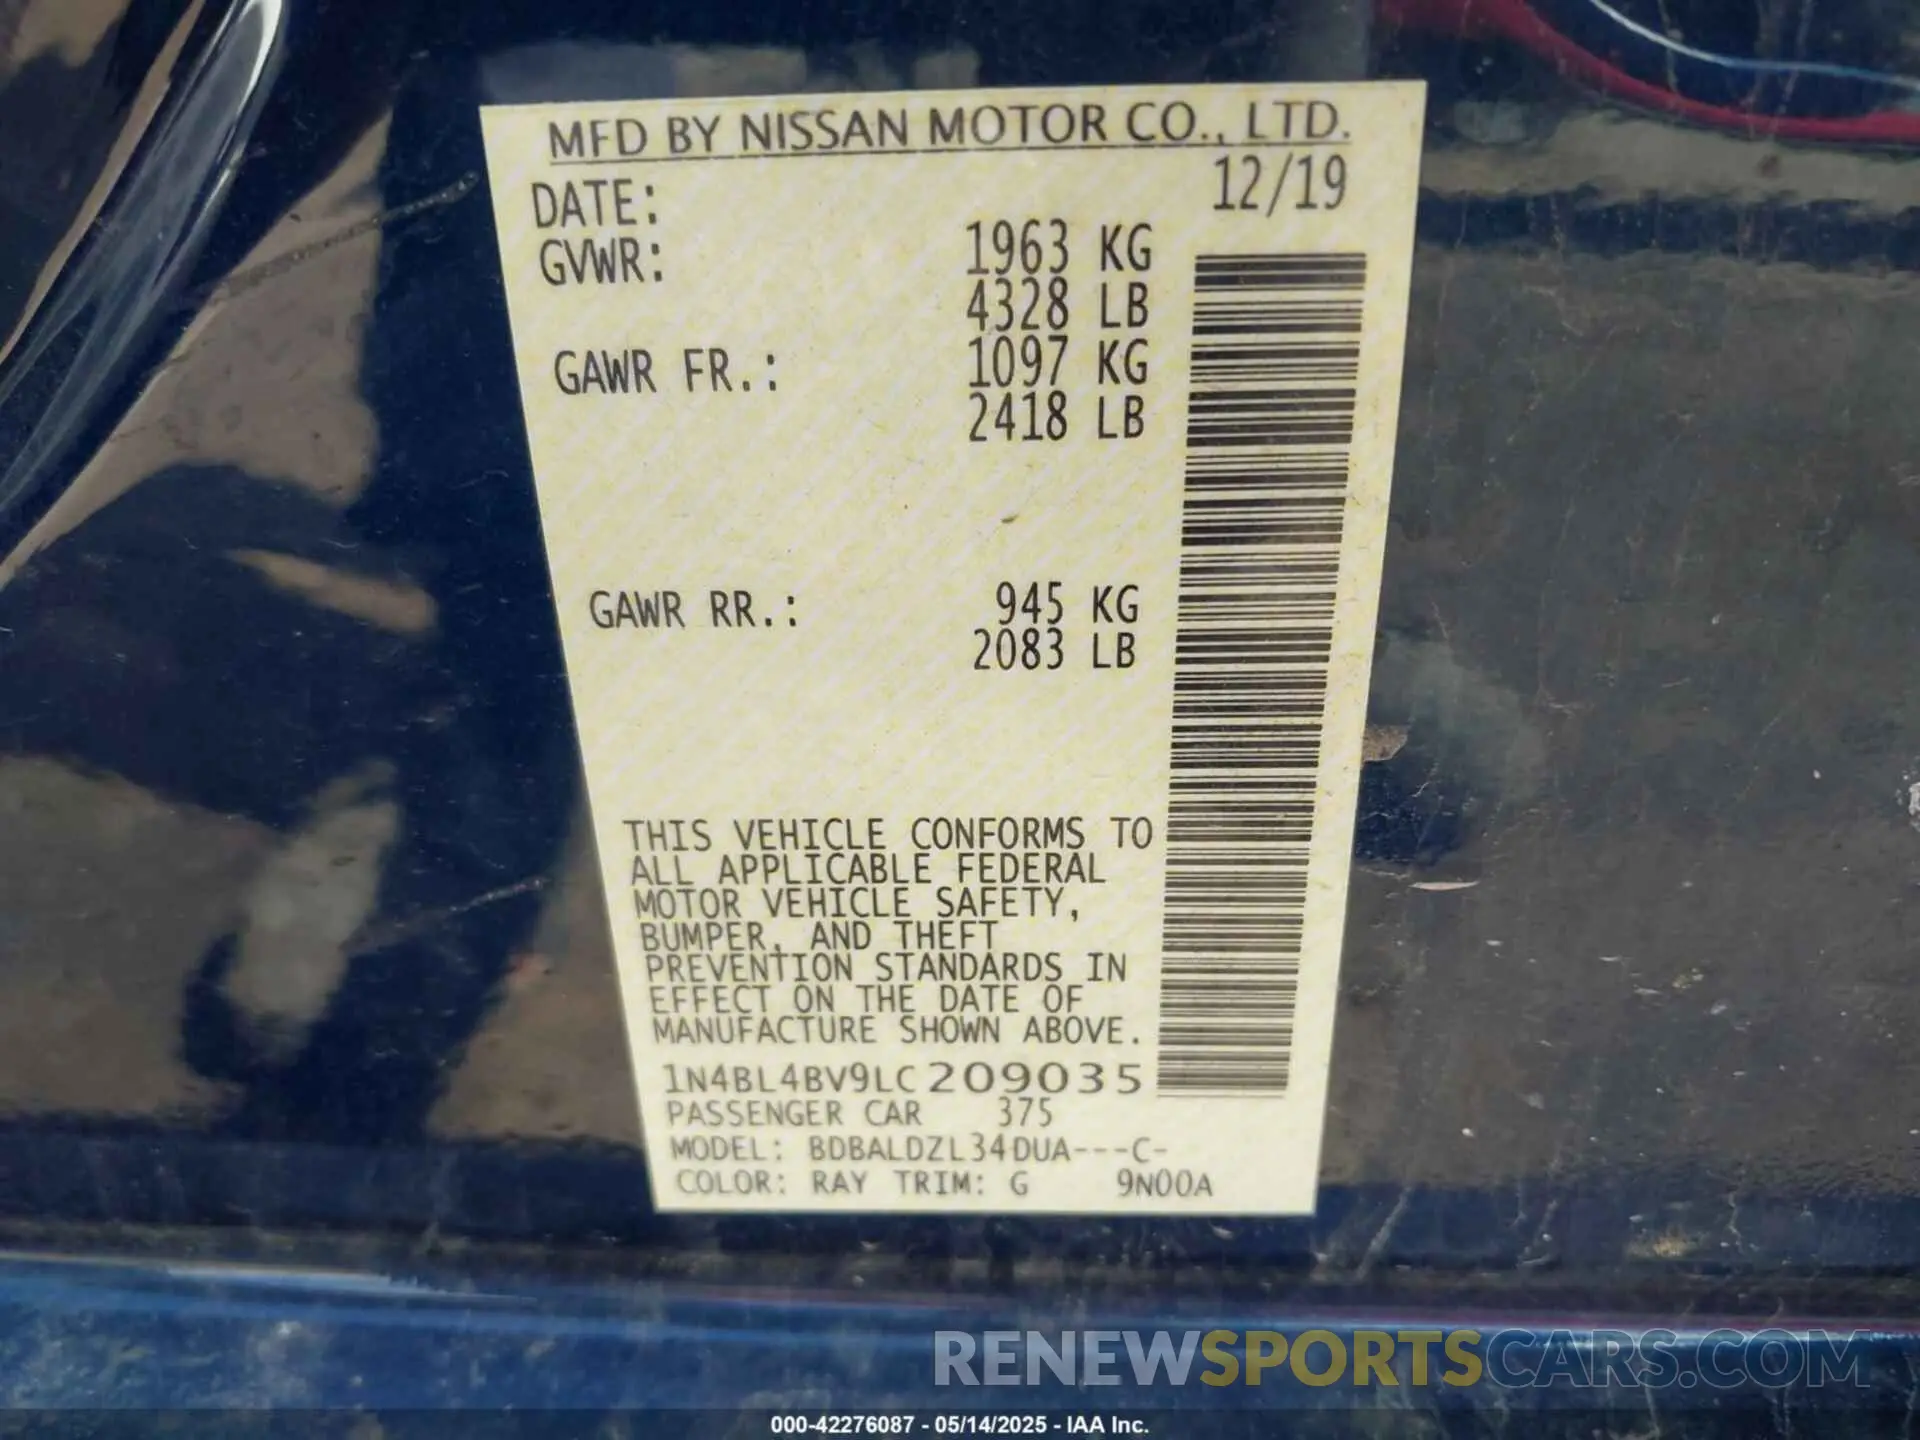 MFD BY NISSAN MOTOR CO., LTD.
DATE: 12/19
GVWR: 1963 KG
4328 LB
GAWR FR.: 1097 KG
2418 LB
GAWR RR.: 945 KG
2083 LB
THIS VEHICLE CONFORMS TO
ALL APPLICABLE FEDERAL
MOTOR VEHICLE SAFETY,
BUMPER, AND THEFT
PREVENTION STANDARDS IN
EFFECT ON THE DATE OF
MANUFACTURE SHOWN ABOVE.
1N4BL4BV9LC209035
PASSENGER CAR 375
MODEL: BDBALDZL34DUA---C-
COLOR: RAY TRIM: G 9N00A
RENEWSPORTSCARS.COM
000-42276087 - 05/14/2025 - IAA Inc.